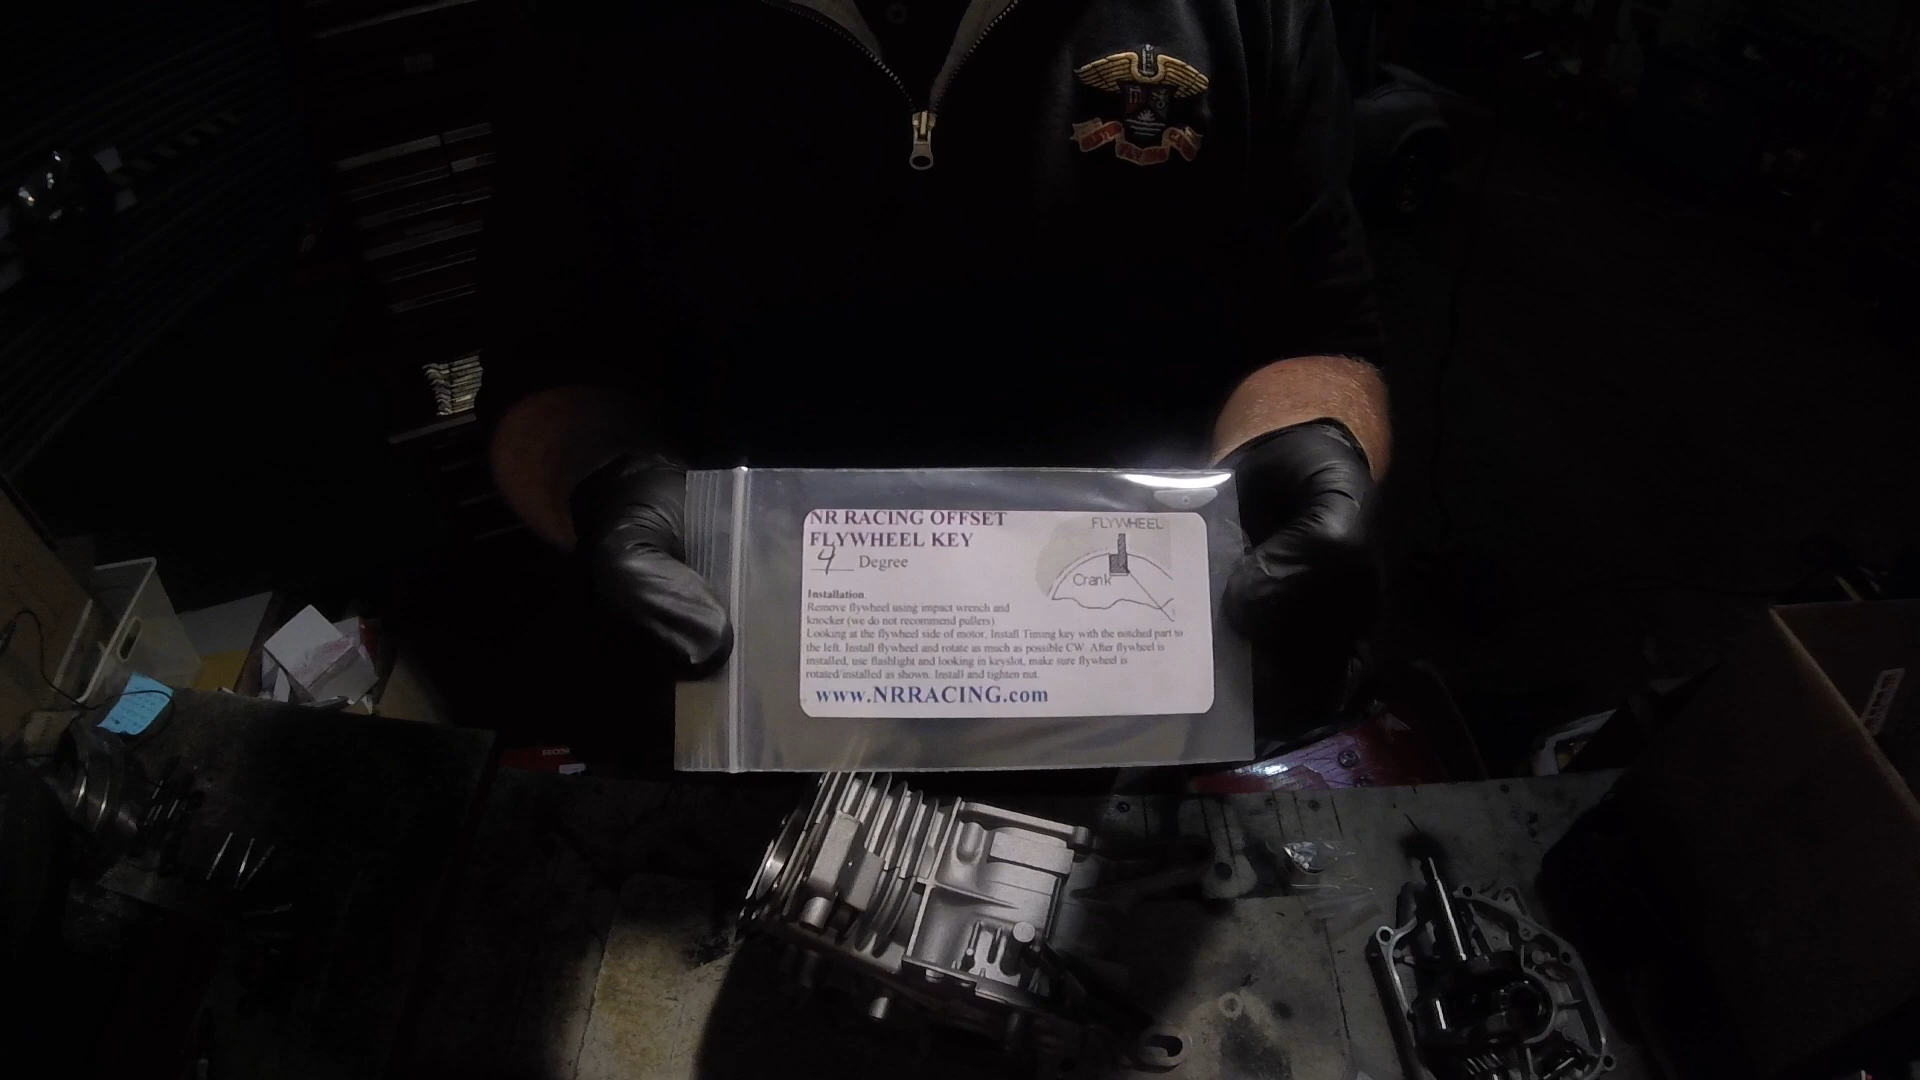 NR RACING OFFSET
FLYWHEEL KEY
4 Degree
FLYWHEEL
Crank
Installation
Remove flywheel using impact wrench and
knocker (we do not recommend pullers)
Looking at the flywheel side of motor, Install Timing key with the notched part to
the left. Install flywheel and rotate as much as possible CW. After flywheel is
installed, use flashlight and looking in keyslot, make sure flywheel is
rotated/installed as shown. Install and tighten nut.
www.NRRACING.com